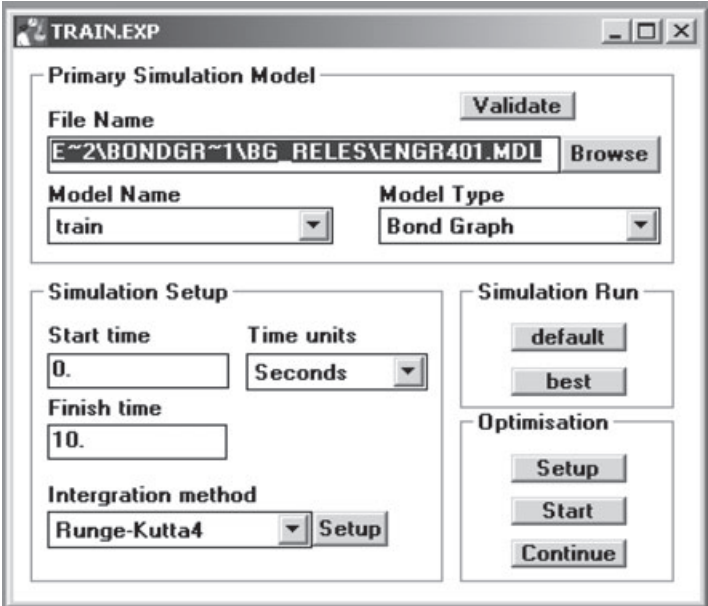 TRAIN.EXP
Primary Simulation Model
Validate
File Name
E~2\BONDGR~1\BG_RELES\ENGR401.MDL Browse
Model Name Model Type
train Bond Graph
Simulation Setup
Start time Time units
0. Seconds
Finish time
10.
Intergration method
Runge-Kutta4 Setup
Simulation Run
default
best
Optimisation
Setup
Start
Continue